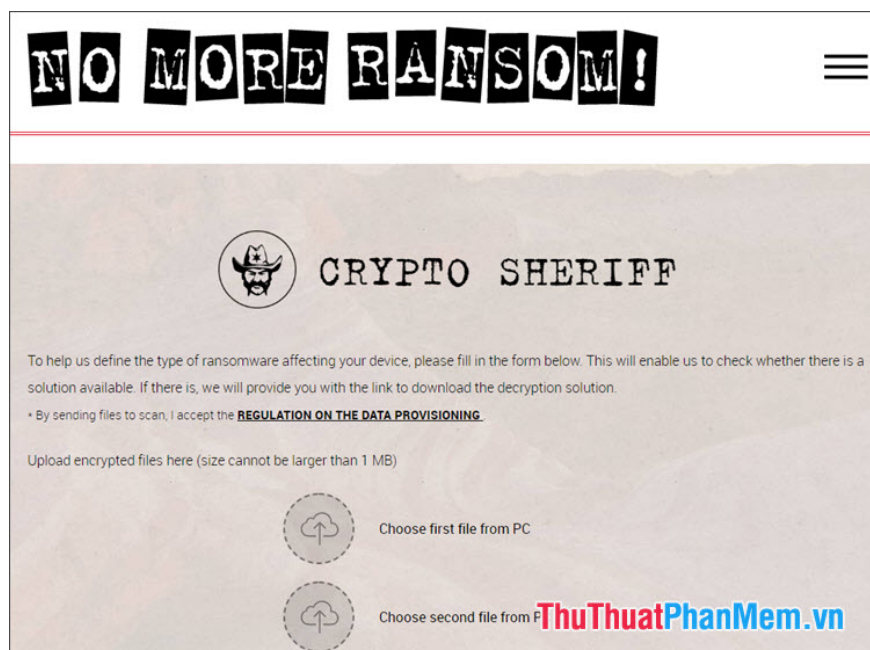 NO MORE RANSOM!
CRYPTO SHERIFF
To help us define the type of ransomware affecting your device, please fill in the form below. This will enable us to check whether there is a
solution available. If there is, we will provide you with the link to download the decryption solution.
* By sending files to scan, I accept the REGULATION ON THE DATA PROVISIONING .
Upload encrypted files here (size cannot be larger than 1 MB)
Choose first file from PC
Choose second file from
ThuThuatPhanMem.vn